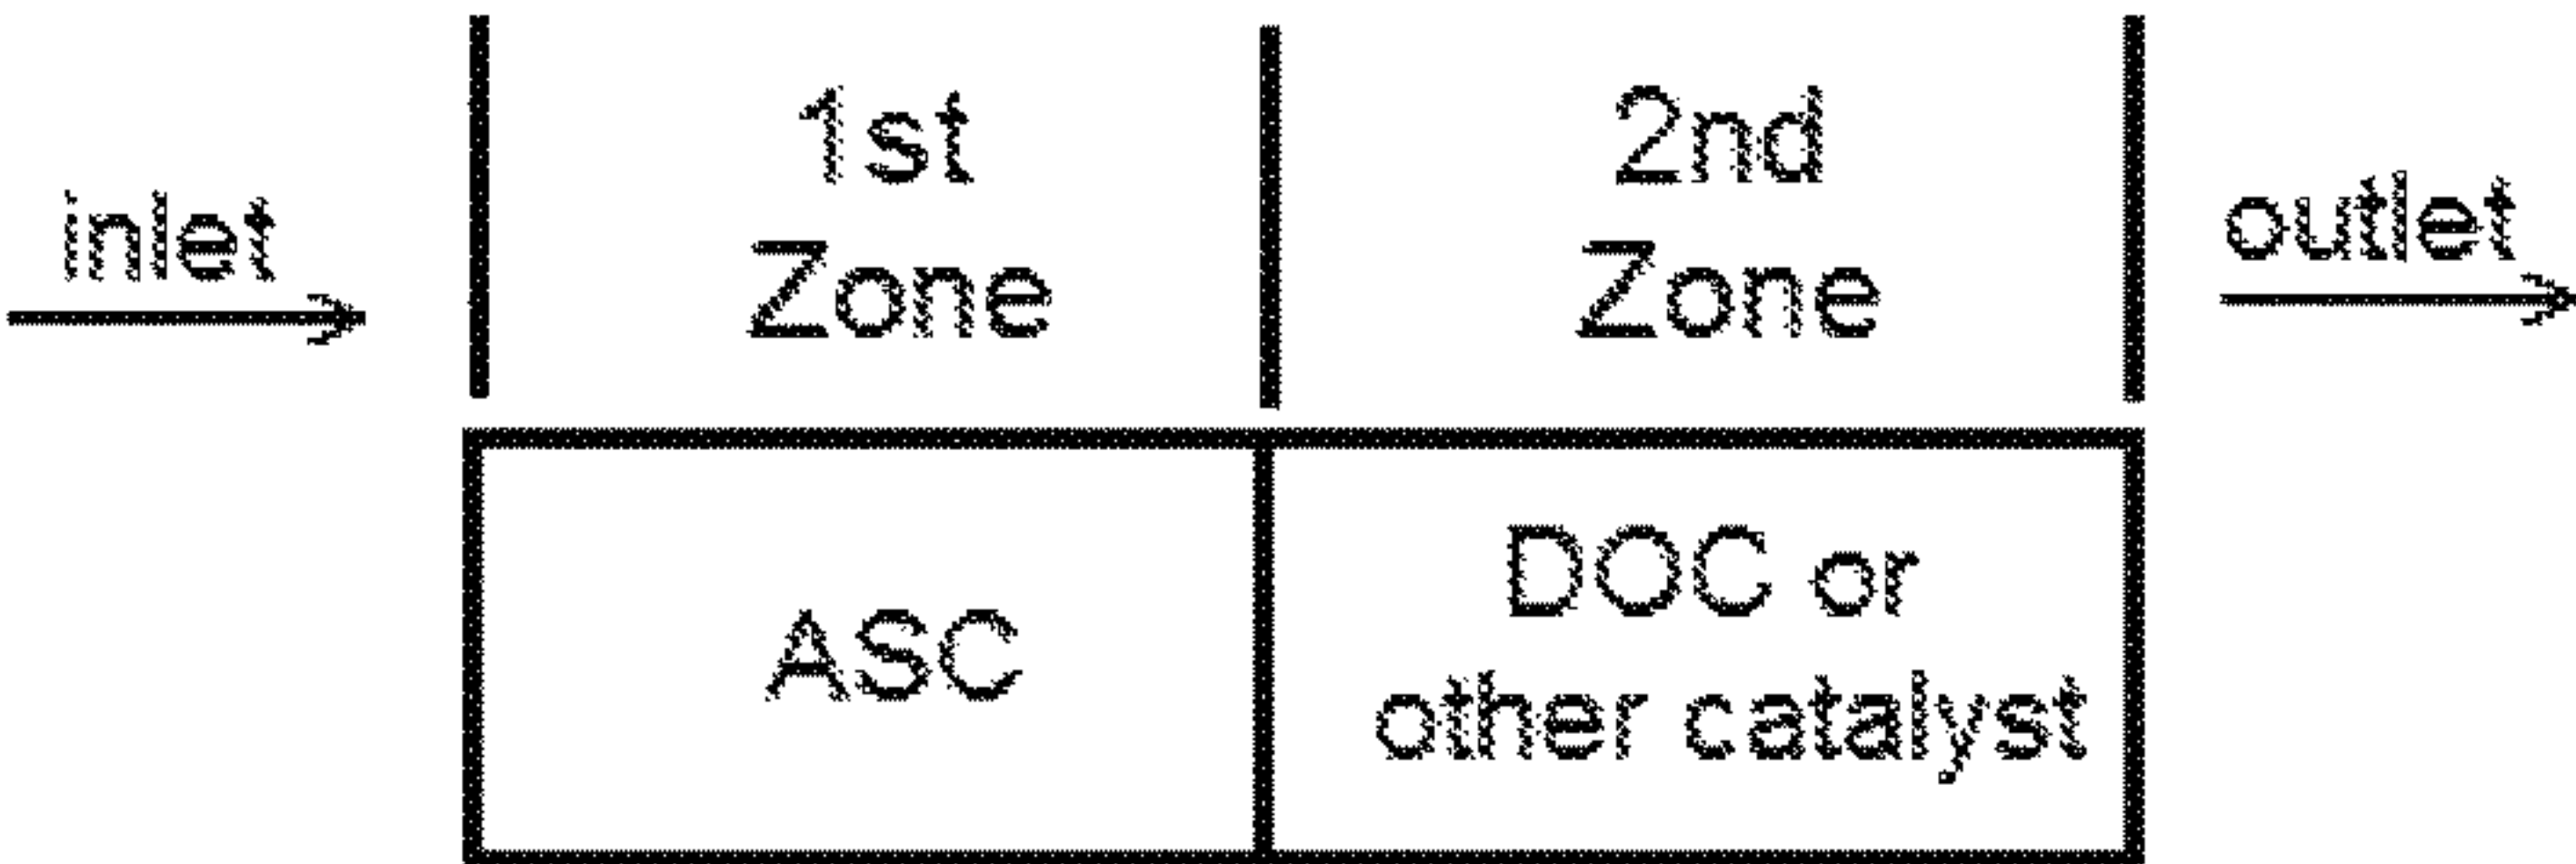 inlet
1st
Zone
2nd
Zone
outlet
ASC
DOC or
other catalyst